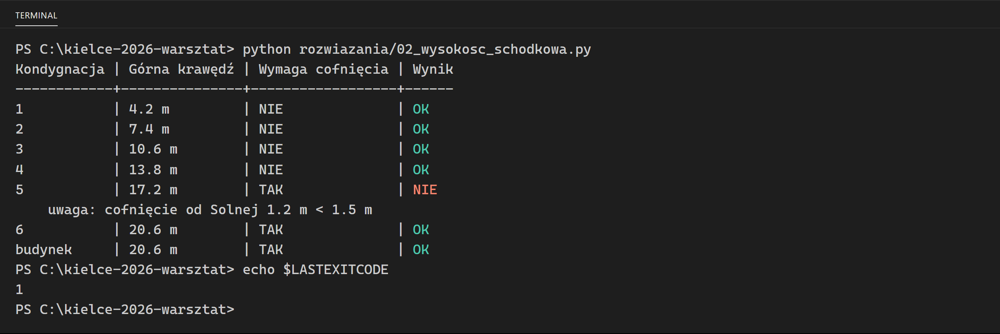 TERMINAL
PS C:\kielce-2026-warsztat> python rozwiazania/02_wysokosc_schodkowa.py
Kondygnacja | Górna krawędź | Wymaga cofnięcia | Wynik
------------+---------------+------------------+------
1           | 4.2 m         | NIE              | OK
2           | 7.4 m         | NIE              | OK
3           | 10.6 m        | NIE              | OK
4           | 13.8 m        | NIE              | OK
5           | 17.2 m        | TAK              | NIE
    uwaga: cofnięcie od Solnej 1.2 m < 1.5 m
6           | 20.6 m        | TAK              | OK
budynek     | 20.6 m        | TAK              | OK
PS C:\kielce-2026-warsztat> echo $LASTEXITCODE
1
PS C:\kielce-2026-warsztat>